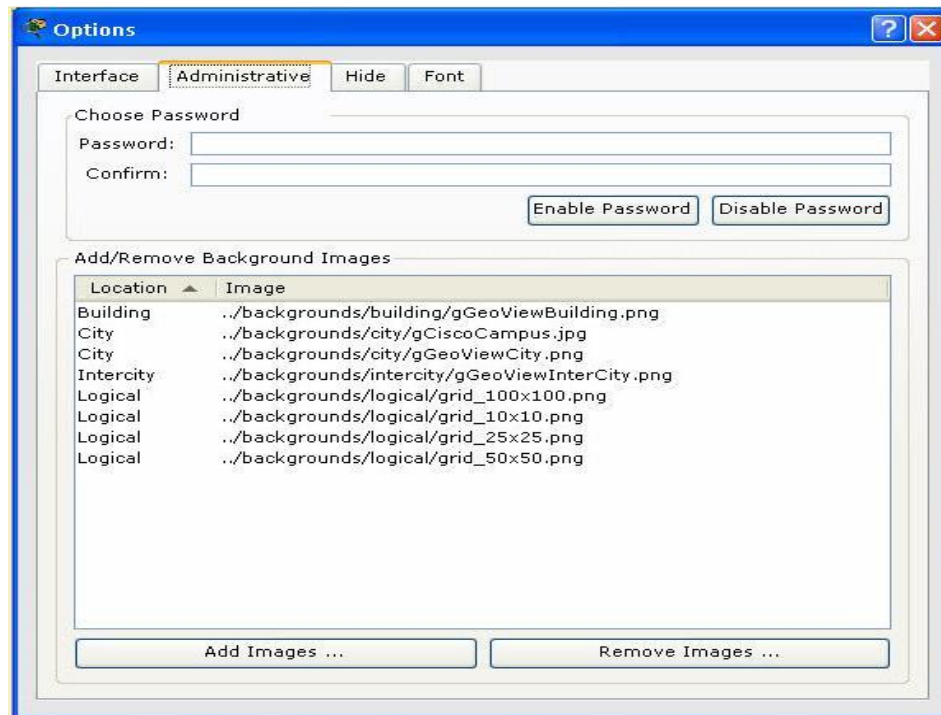 Options
Interface Administrative Hide Font
Choose Password
Password:
Confirm:
Enable Password Disable Password
Add/Remove Background Images
Location Image
Building ../backgrounds/building/gGeoViewBuilding.png
City ../backgrounds/city/gCiscoCampus.jpg
City ../backgrounds/city/gGeoViewCity.png
Intercity ../backgrounds/intercity/gGeoViewInterCity.png
Logical ../backgrounds/logical/grid_100x100.png
Logical ../backgrounds/logical/grid_10x10.png
Logical ../backgrounds/logical/grid_25x25.png
Logical ../backgrounds/logical/grid_50x50.png
Add Images ... Remove Images ...